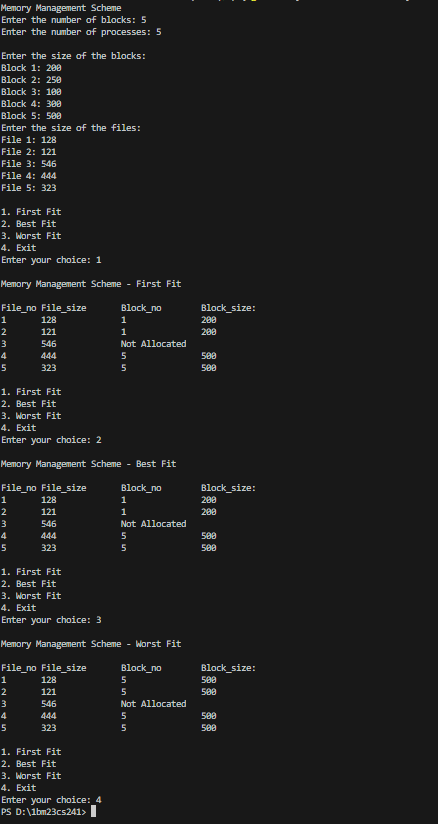 Memory Management Scheme
Enter the number of blocks: 5
Enter the number of processes: 5

Enter the size of the blocks:
Block 1: 200
Block 2: 250
Block 3: 100
Block 4: 300
Block 5: 500
Enter the size of the files:
File 1: 128
File 2: 121
File 3: 546
File 4: 444
File 5: 323

1. First Fit
2. Best Fit
3. Worst Fit
4. Exit
Enter your choice: 1

Memory Management Scheme - First Fit

File_no File_size Block_no Block_size:
1 128 1 200
2 121 1 200
3 546 Not Allocated
4 444 5 500
5 323 5 500

1. First Fit
2. Best Fit
3. Worst Fit
4. Exit
Enter your choice: 2

Memory Management Scheme - Best Fit

File_no File_size Block_no Block_size:
1 128 1 200
2 121 1 200
3 546 Not Allocated
4 444 5 500
5 323 5 500

1. First Fit
2. Best Fit
3. Worst Fit
4. Exit
Enter your choice: 3

Memory Management Scheme - Worst Fit

File_no File_size Block_no Block_size:
1 128 5 500
2 121 5 500
3 546 Not Allocated
4 444 5 500
5 323 5 500

1. First Fit
2. Best Fit
3. Worst Fit
4. Exit
Enter your choice: 4
PS D:\1bm23cs241>